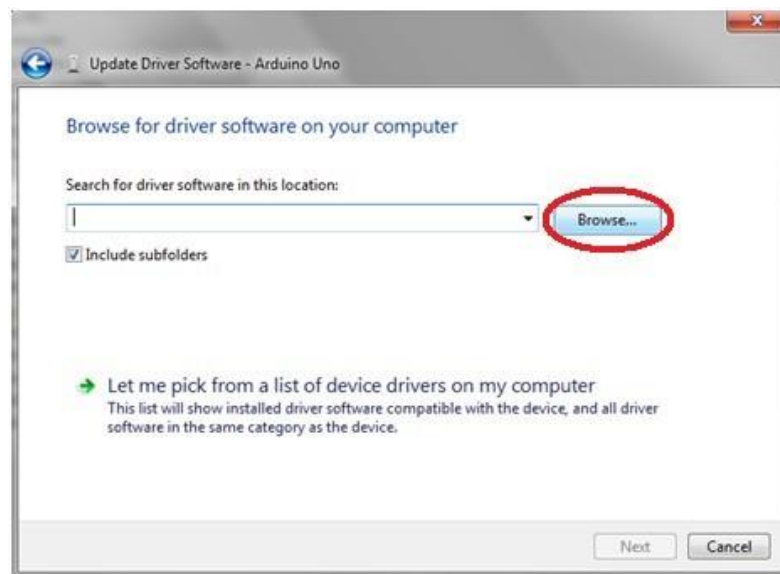 Update Driver Software - Arduino Uno
Browse for driver software on your computer
Search for driver software in this location:
Browse...
Include subfolders
Let me pick from a list of device drivers on my computer
This list will show installed driver software compatible with the device, and all driver
software in the same category as the device.
Next
Cancel